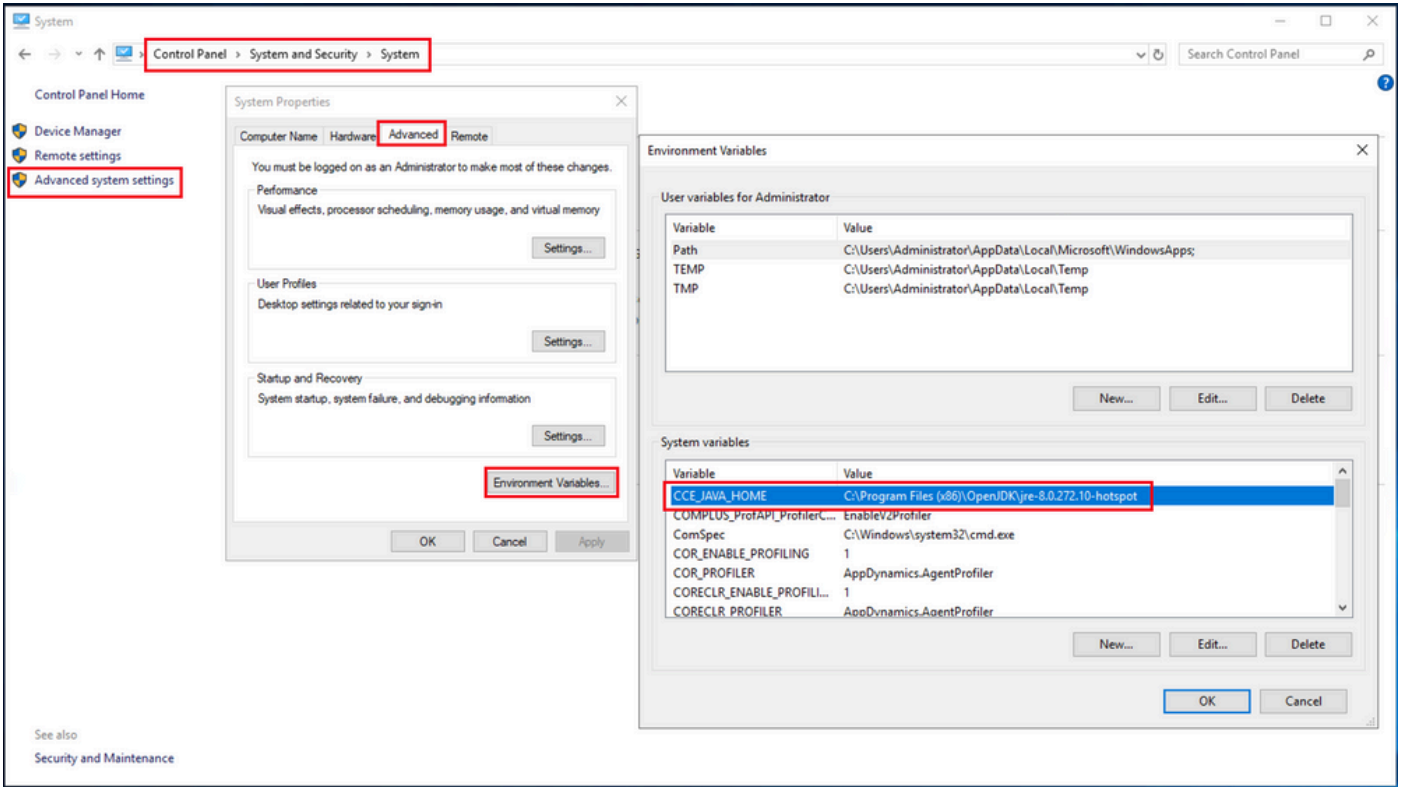 System
Control Panel > System and Security > System
Search Control Panel
Control Panel Home
Device Manager
Remote settings
Advanced system settings
See also
Security and Maintenance
System Properties
Computer Name Hardware Advanced Remote
You must be logged on as an Administrator to make most of these changes.
Performance
Visual effects, processor scheduling, memory usage, and virtual memory
Settings...
User Profiles
Desktop settings related to your sign-in
Settings...
Startup and Recovery
System startup, system failure, and debugging information
Settings...
Environment Variables...
OK Cancel Apply
Environment Variables
User variables for Administrator
Variable Value
Path C:\Users\Administrator\AppData\Local\Microsoft\WindowsApps;
TEMP C:\Users\Administrator\AppData\Local\Temp
TMP C:\Users\Administrator\AppData\Local\Temp
New... Edit... Delete
System variables
Variable Value
CCE_JAVA_HOME C:\Program Files (x86)\OpenJDK\jre-8.0.272.10-hotspot
COMPLUS_ProfAPI_ProfilerC... EnableV2Profiler
ComSpec C:\Windows\system32\cmd.exe
COR_ENABLE_PROFILING 1
COR_PROFILER AppDynamics.AgentProfiler
CORECLR_ENABLE_PROFILI... 1
CORECLR_PROFILER AppDynamics.AgentProfiler
New... Edit... Delete
OK Cancel